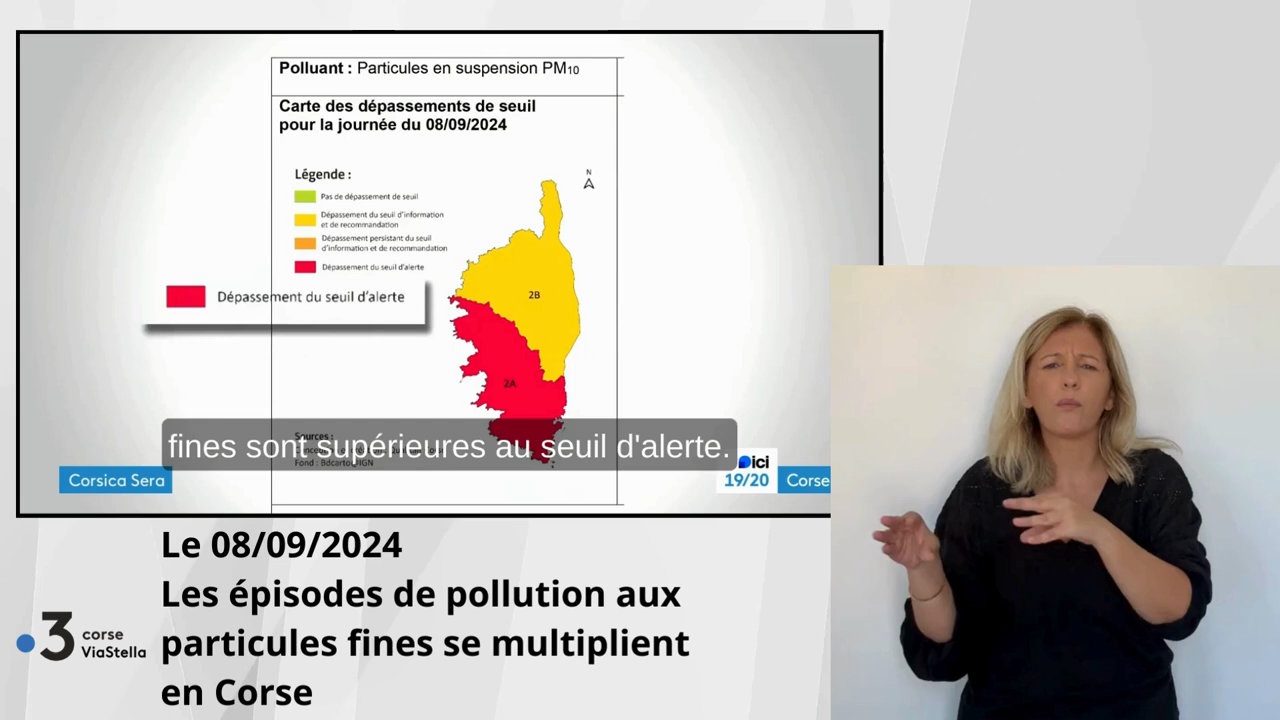 Polluant : Particules en suspension PM10
Carte des dépassements de seuil
pour la journée du 08/09/2024
Légende :
Pas de dépassement de seuil
Dépassement du seuil d'information
et de recommandation
Dépassement persistant du seuil
d'information et de recommandation
Dépassement du seuil d'alerte
Dépassement du seuil d'alerte
N
2B
2A
Sources :
Fond : Bdcarto IGN
fines sont supérieures au seuil d'alerte.
Corsica Sera
ici
19/20 Corse
Le 08/09/2024
Les épisodes de pollution aux
particules fines se multiplient
en Corse
3 corse
ViaStella